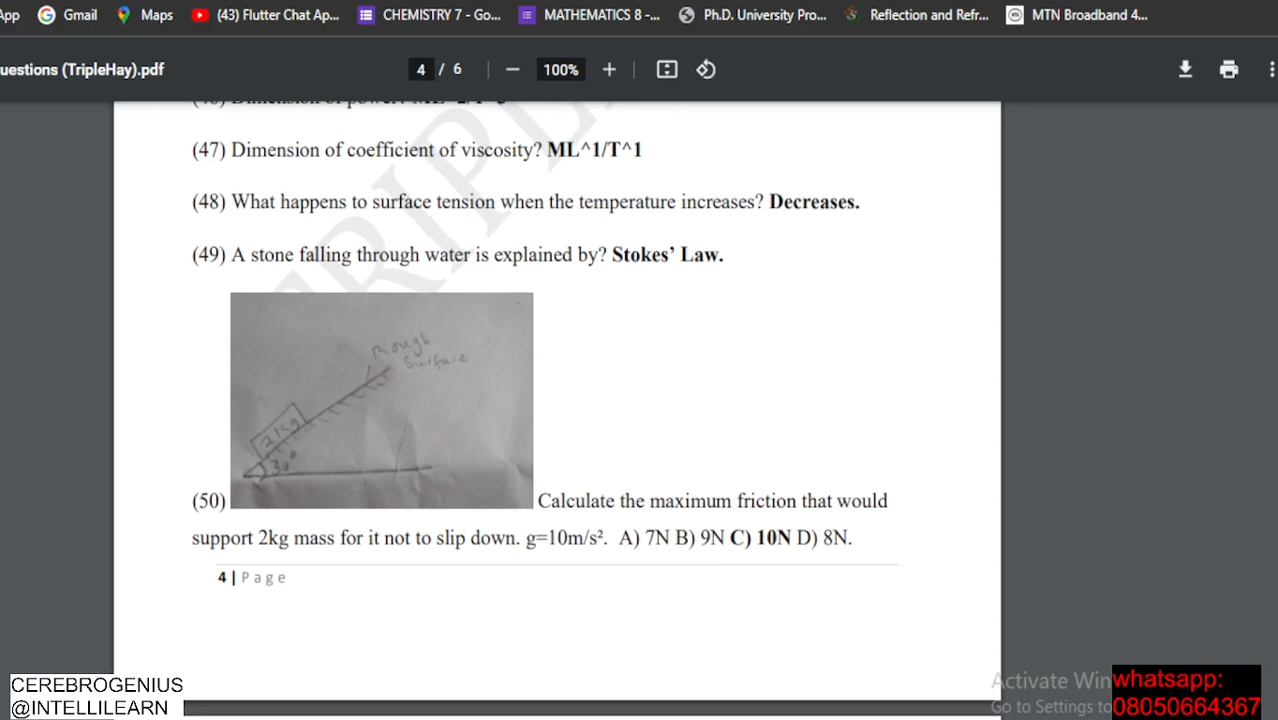 App Gmail Maps (43) Flutter Chat Ap... CHEMISTRY 7 - Go... MATHEMATICS 8 -... Ph.D. University Pro... Reflection and Refr... MTN Broadband 4...
uestions (TripleHay).pdf 4 / 6 100%
(47) Dimension of coefficient of viscosity? ML^1/T^1
(48) What happens to surface tension when the temperature increases? Decreases.
(49) A stone falling through water is explained by? Stokes’ Law.
Rough
Surface
2kg
30°
(50) Calculate the maximum friction that would
support 2kg mass for it not to slip down. g=10m/s². A) 7N B) 9N C) 10N D) 8N.
4 | Page
CEREBROGENIUS
@INTELLILEARN
Activate Win
Go to Settings to
whatsapp:
08050664367